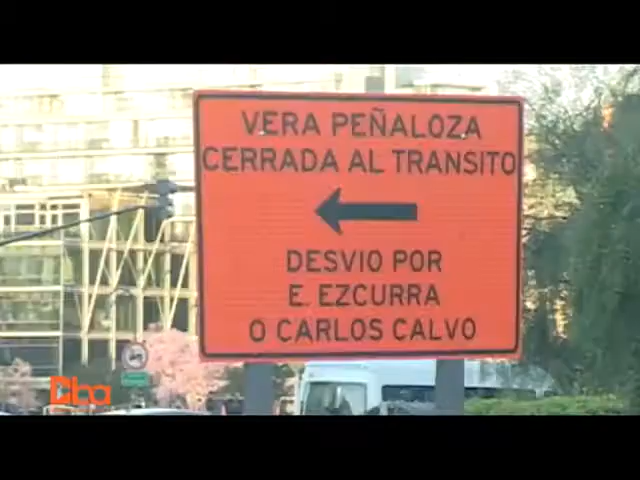 VERA PEÑALOZA
CERRADA AL TRANSITO
DESVIO POR
E. EZCURRA
O CARLOS CALVO
Dba